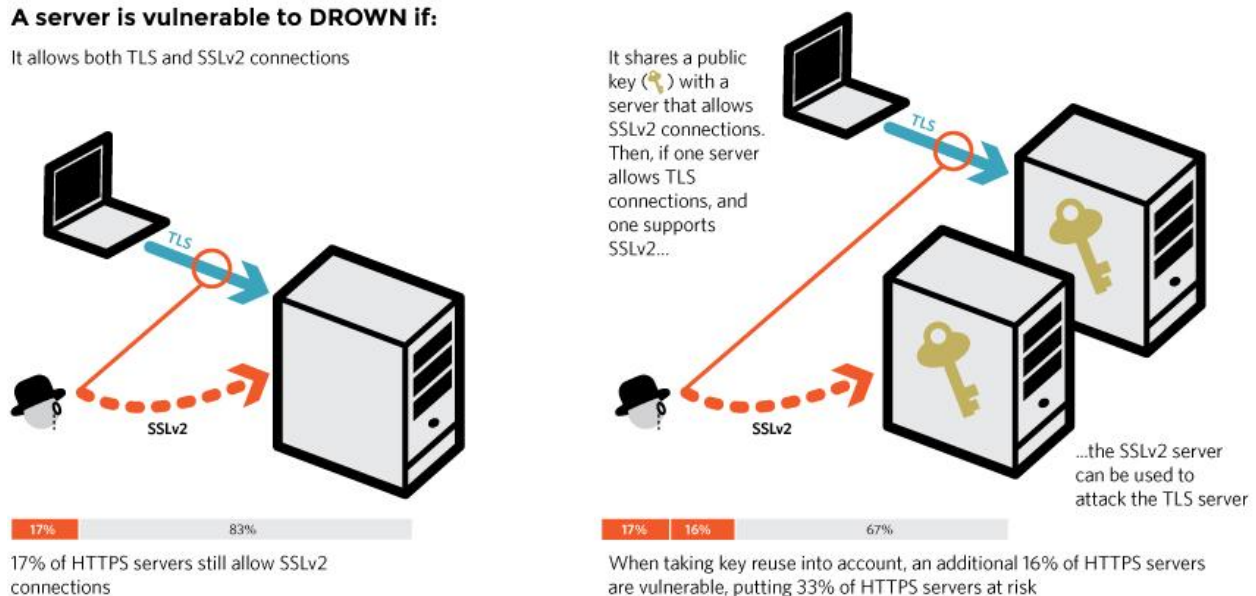 A server is vulnerable to DROWN if:
It allows both TLS and SSLv2 connections
TLS
SSLv2
17%
83%
17% of HTTPS servers still allow SSLv2
connections
It shares a public
key ( ) with a
server that allows
SSLv2 connections.
Then, if one server
allows TLS
connections, and
one supports
SSLv2...
TLS
SSLv2
...the SSLv2 server
can be used to
attack the TLS server
17%
16%
67%
When taking key reuse into account, an additional 16% of HTTPS servers
are vulnerable, putting 33% of HTTPS servers at risk